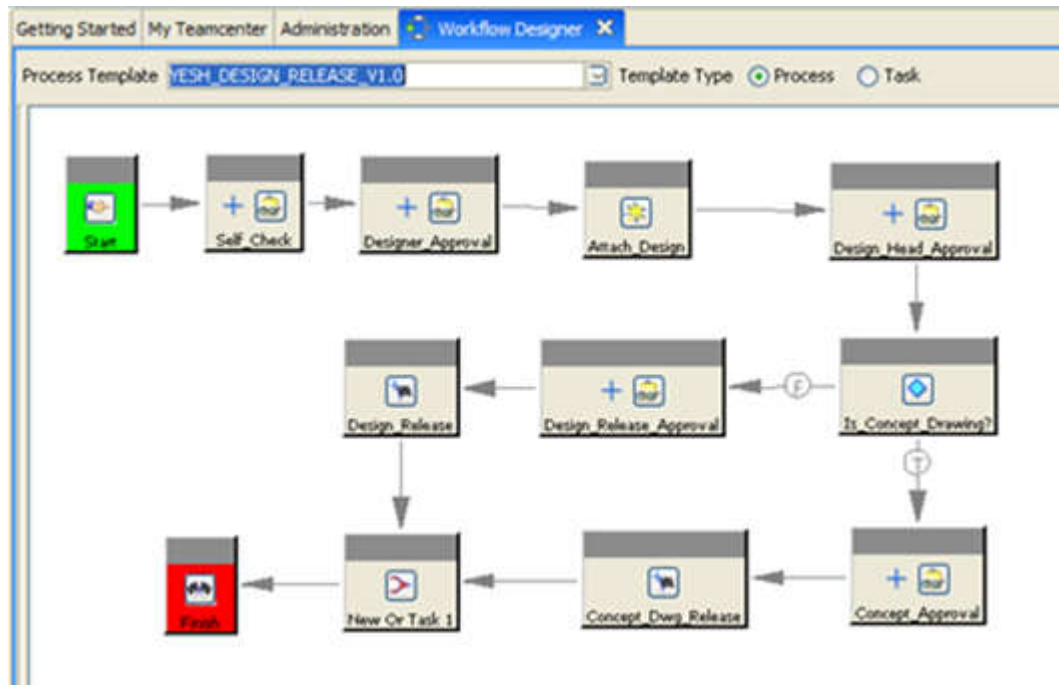 Getting Started My Teamcenter Administration Workflow Designer
Process Template YESH_DESIGN_RELEASE_V1.0 Template Type Process Task
Start Self_Check Designer_Approval Attach_Design Design_Head_Approval
Design_Release Design_Release_Approval F Is_Concept_Drawing?
T
Finish New Or Task 1 Concept_Dwg_Release Concept_Approval